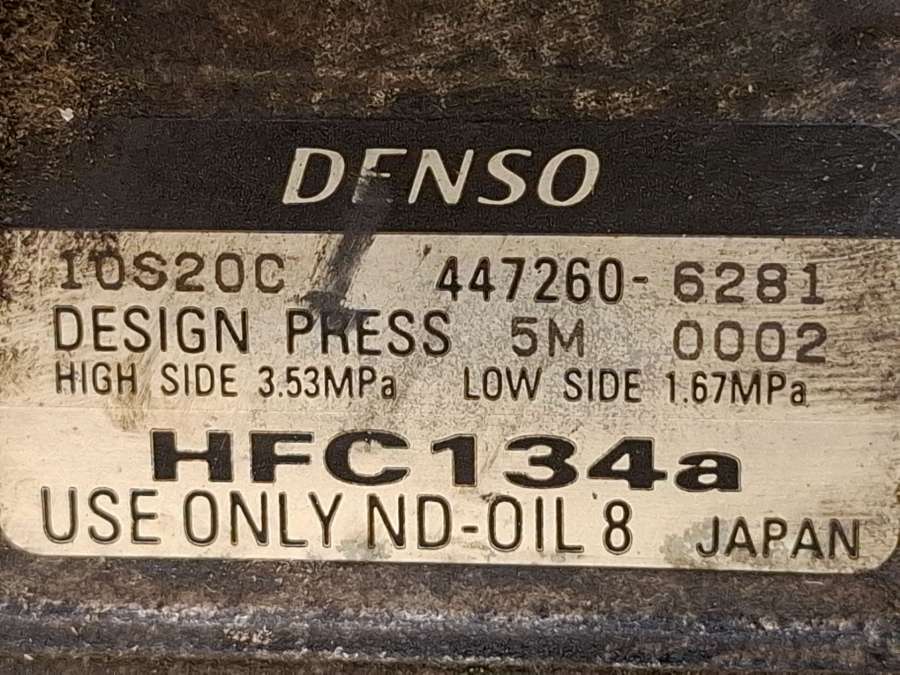 DENSO
10S20C 447260-6281
DESIGN PRESS 5M 0002
HIGH SIDE 3.53MPa LOW SIDE 1.67MPa
HFC134a
USE ONLY ND-OIL 8 JAPAN